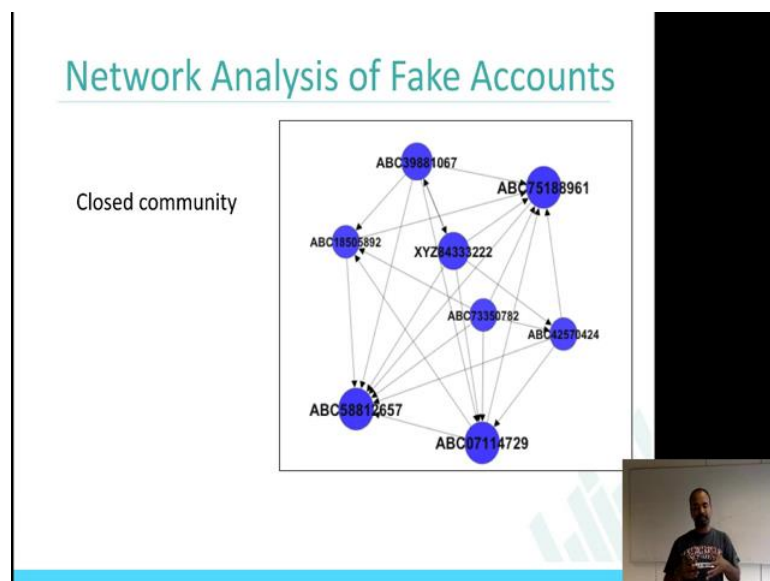 Network Analysis of Fake Accounts
Closed community
ABC39881067
ABC75188961
ABC18505892
XYZ84333222
ABC73350782
ABC42570424
ABC58812657
ABC07114729